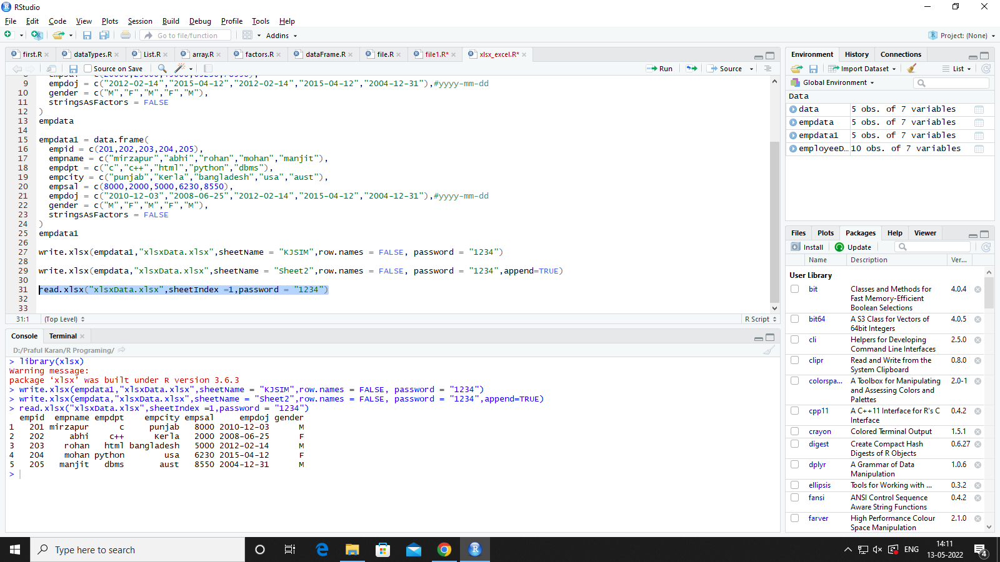 RStudio
File Edit Code View Plots Session Build Debug Profile Tools Help
Go to file/function Addins Project: (None)
first.R dataTypes.R List.R array.R factors.R dataFrame.R file.R file1.R* xlsx_excel.R*
Source on Save Run Source
9 empdoj = c("2012-02-14","2015-04-12","2012-02-14","2015-04-12","2004-12-31"),#yyyy-mm-dd
10 gender = c("M","F","M","F","M"),
11 stringsAsFactors = FALSE
12 )
13 empdata
14
15 empdata1 = data.frame(
16 empid = c(201,202,203,204,205),
17 empname = c("mirzapur","abhi","rohan","mohan","manjit"),
18 empdpt = c("c","c++","html","python","dbms"),
19 empcity = c("punjab","Kerla","bangladesh","usa","aust"),
20 empsal = c(8000,2000,5000,6230,8550),
21 empdoj = c("2010-12-03","2008-06-25","2012-02-14","2015-04-12","2004-12-31"),#yyyy-mm-dd
22 gender = c("M","F","M","F","M"),
23 stringsAsFactors = FALSE
24 )
25 empdata1
26
27 write.xlsx(empdata1,"xlsxData.xlsx",sheetName = "KJSIM",row.names = FALSE, password = "1234")
28
29 write.xlsx(empdata,"xlsxData.xlsx",sheetName = "Sheet2",row.names = FALSE, password = "1234",append=TRUE)
30
31 read.xlsx("xlsxData.xlsx",sheetIndex =1,password = "1234")
32
33
31:1 (Top Level) R Script
Console Terminal
D:/Praful Karan/R Programing/
> library(xlsx)
Warning message:
package ‘xlsx’ was built under R version 3.6.3
> write.xlsx(empdata1,"xlsxData.xlsx",sheetName = "KJSIM",row.names = FALSE, password = "1234")
> write.xlsx(empdata,"xlsxData.xlsx",sheetName = "Sheet2",row.names = FALSE, password = "1234",append=TRUE)
> read.xlsx("xlsxData.xlsx",sheetIndex =1,password = "1234")
empid empname empdpt empcity empsal empdoj gender
1 201 mirzapur c punjab 8000 2010-12-03 M
2 202 abhi c++ Kerla 2000 2008-06-25 F
3 203 rohan html bangladesh 5000 2012-02-14 M
4 204 mohan python usa 6230 2015-04-12 F
5 205 manjit dbms aust 8550 2004-12-31 M
>
Environment History Connections
Import Dataset List
Global Environment
Data
data 5 obs. of 7 variables
empdata 5 obs. of 7 variables
empdata1 5 obs. of 7 variables
employeeD... 10 obs. of 7 variables
Files Plots Packages Help Viewer
Install Update
Name Description Ver...
User Library
bit Classes and Methods for 4.0.4
Fast Memory-Efficient
Boolean Selections
bit64 A S3 Class for Vectors of 4.0.5
64bit Integers
cli Helpers for Developing 2.5.0
Command Line Interfaces
clipr Read and Write from the 0.8.0
System Clipboard
colorspa... A Toolbox for Manipulating 2.0-1
and Assessing Colors and
Palettes
cpp11 A C++11 Interface for R's C 0.4.2
Interface
crayon Colored Terminal Output 1.5.1
digest Create Compact Hash 0.6.27
Digests of R Objects
dplyr A Grammar of Data 1.0.6
Manipulation
ellipsis Tools for Working with ... 0.3.2
fansi ANSI Control Sequence 0.4.2
Aware String Functions
farver High Performance Colour 2.1.0
Space Manipulation
Type here to search
ENG
14:11
13-05-2022
4